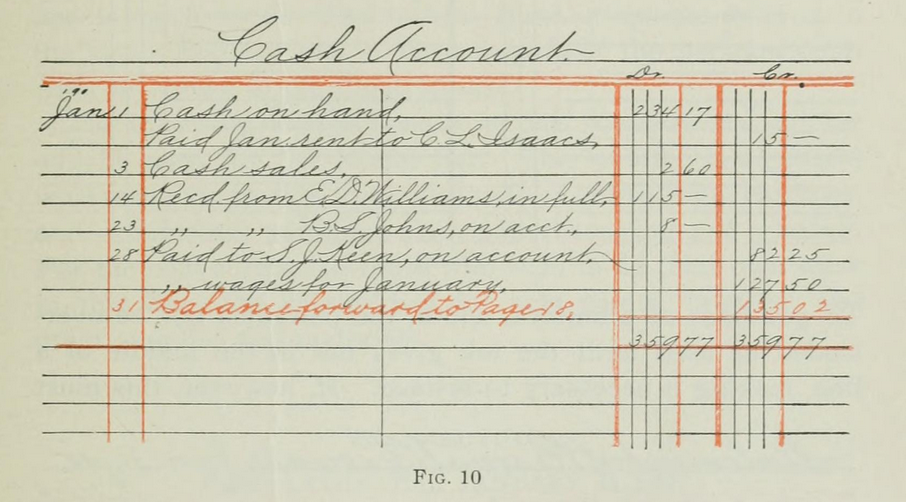 Cash Account.
Dr. Cr.
'90
Jan. 1 Cash on hand, 234 17
Paid Jan. rent to C. L. Isaacs, 15 —
3 Cash sales, 2 60
14 Recd. from E. D. Williams, in full, 115 —
23 „ „ B. S. Johns, on acct., 8 —
28 Paid to S. J. Keen, on account, 82 25
„ wages for January, 127 50
31 Balance forward to Page 18, 135 02
359 77 359 77
FIG. 10